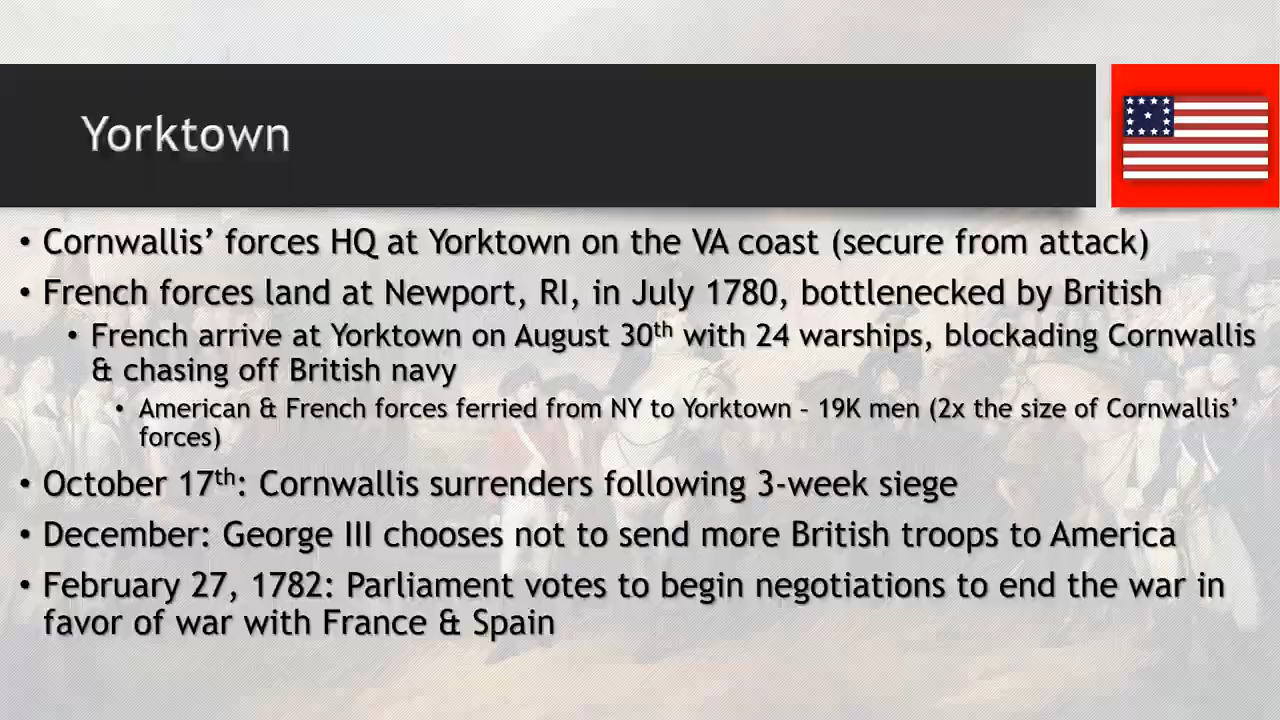 Yorktown
• Cornwallis’ forces HQ at Yorktown on the VA coast (secure from attack)
• French forces land at Newport, RI, in July 1780, bottlenecked by British
• French arrive at Yorktown on August 30th with 24 warships, blockading Cornwallis
& chasing off British navy
• American & French forces ferried from NY to Yorktown – 19K men (2x the size of Cornwallis’
forces)
• October 17th: Cornwallis surrenders following 3-week siege
• December: George III chooses not to send more British troops to America
• February 27, 1782: Parliament votes to begin negotiations to end the war in
favor of war with France & Spain